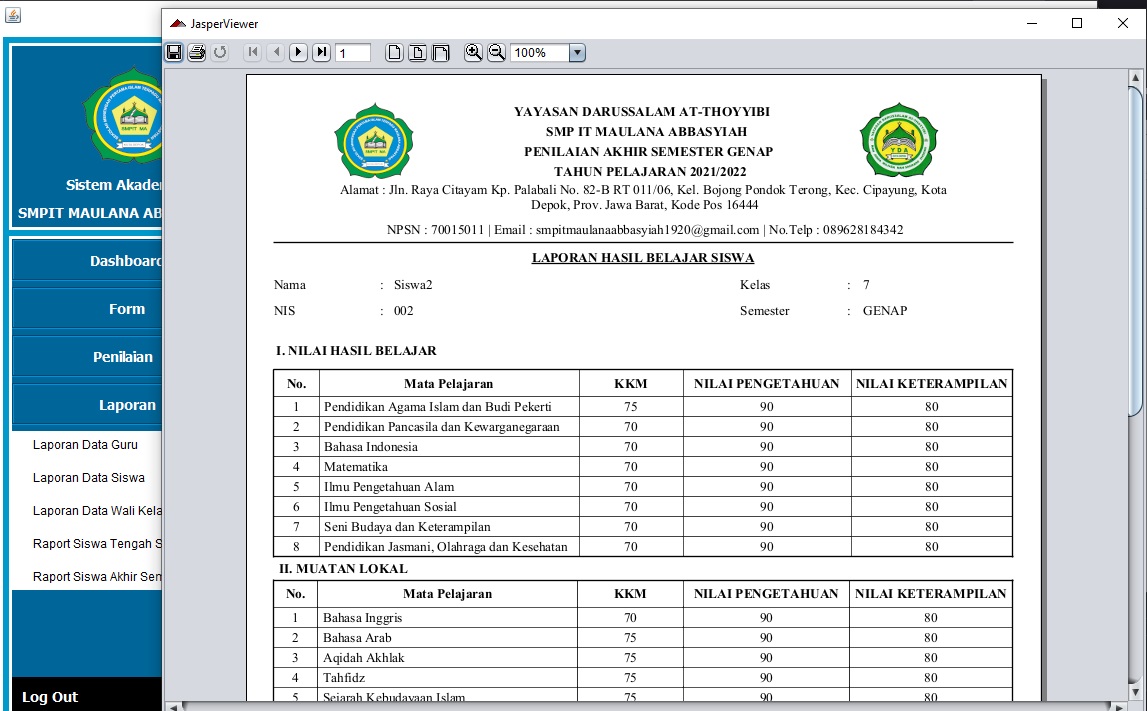 JasperViewer
1
100%
SMPIT MA
Sistem Akade
SMPIT MAULANA AB
Dashboard
Form
Penilaian
Laporan
Laporan Data Guru
Laporan Data Siswa
Laporan Data Wali Kela
Raport Siswa Tengah S
Raport Siswa Akhir Sem
Log Out
SMPIT MA
YDA
YAYASAN DARUSSALAM AT-THOYYIBI
SMP IT MAULANA ABBASYIAH
PENILAIAN AKHIR SEMESTER GENAP
TAHUN PELAJARAN 2021/2022
Alamat : Jln. Raya Citayam Kp. Palabali No. 82-B RT 011/06, Kel. Bojong Pondok Terong, Kec. Cipayung, Kota
Depok, Prov. Jawa Barat, Kode Pos 16444
NPSN : 70015011 | Email : smpitmaulanaabbasyiah1920@gmail.com | No.Telp : 089628184342
LAPORAN HASIL BELAJAR SISWA
Nama : Siswa2 Kelas : 7
NIS : 002 Semester : GENAP
I. NILAI HASIL BELAJAR
No. Mata Pelajaran KKM NILAI PENGETAHUAN NILAI KETERAMPILAN
1 Pendidikan Agama Islam dan Budi Pekerti 75 90 80
2 Pendidikan Pancasila dan Kewarganegaraan 70 90 80
3 Bahasa Indonesia 70 90 80
4 Matematika 70 90 80
5 Ilmu Pengetahuan Alam 70 90 80
6 Ilmu Pengetahuan Sosial 70 90 80
7 Seni Budaya dan Keterampilan 70 90 80
8 Pendidikan Jasmani, Olahraga dan Kesehatan 70 90 80
II. MUATAN LOKAL
No. Mata Pelajaran KKM NILAI PENGETAHUAN NILAI KETERAMPILAN
1 Bahasa Inggris 70 90 80
2 Bahasa Arab 75 90 80
3 Aqidah Akhlak 75 90 80
4 Tahfidz 75 90 80
5 Sejarah Kebudayaan Islam 75 90 80